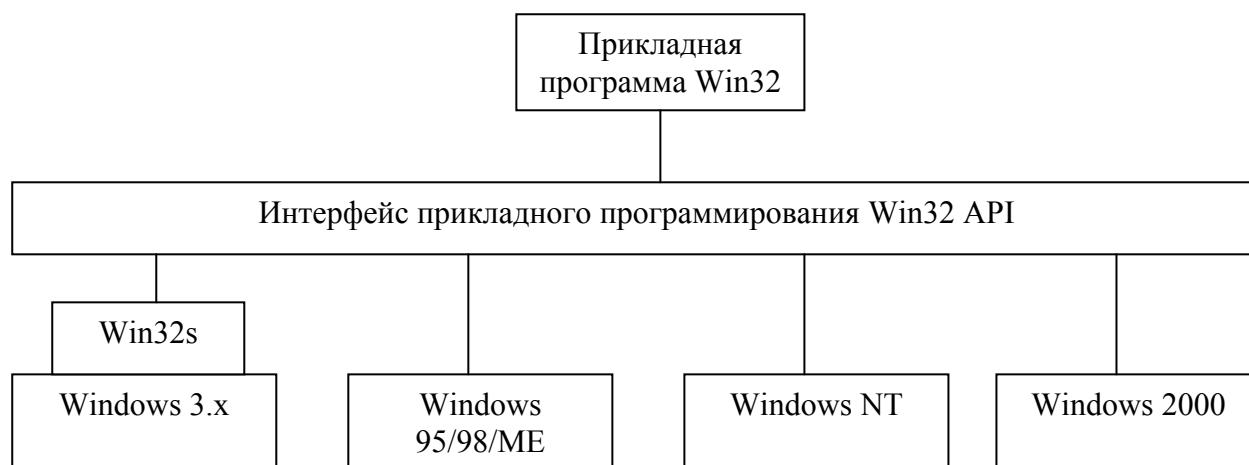 Прикладная
программа Win32
Интерфейс прикладного программирования Win32 API
Win32s
Windows 3.x
Windows
95/98/ME
Windows NT
Windows 2000